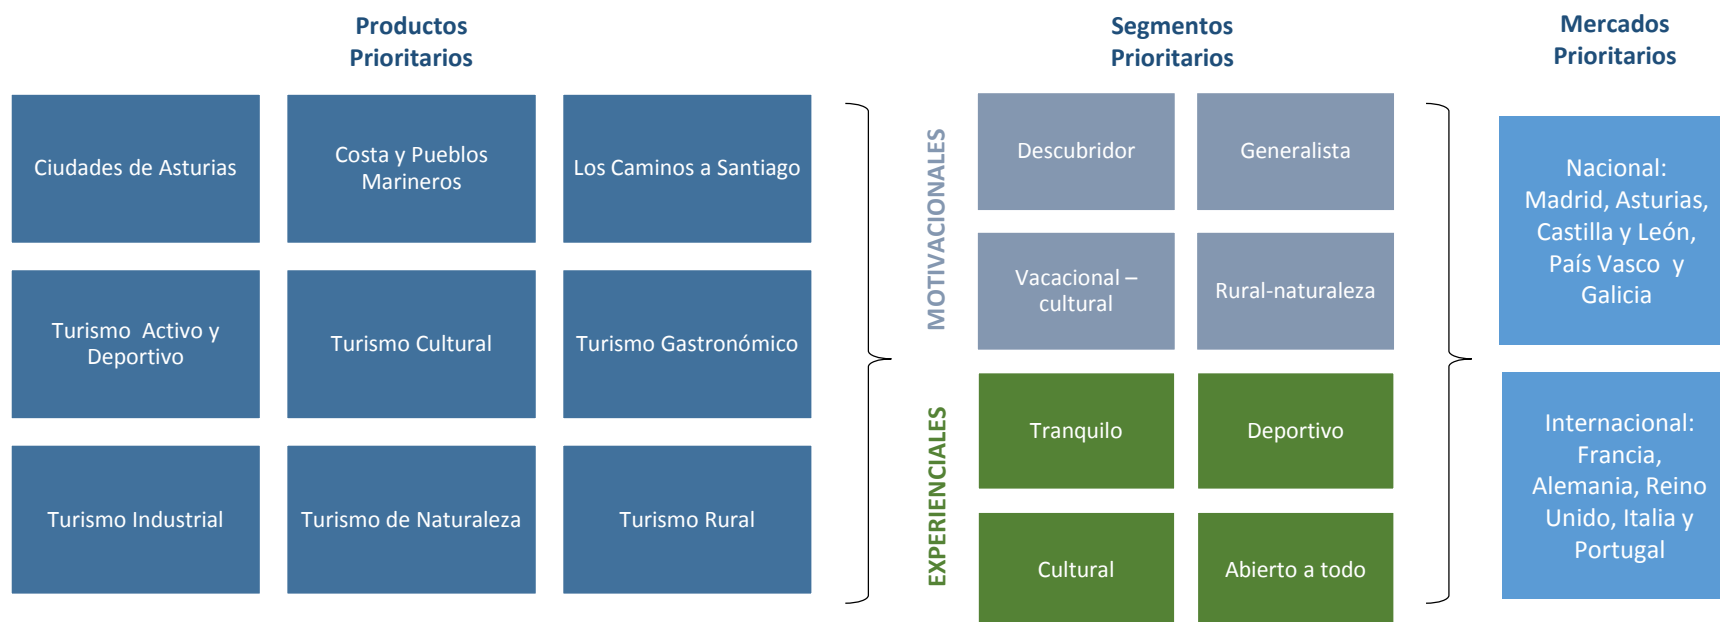 Productos
Prioritarios
Ciudades de Asturias
Costa y Pueblos
Marineros
Los Caminos a Santiago
Turismo Activo y
Deportivo
Turismo Cultural
Turismo Gastronómico
Turismo Industrial
Turismo de Naturaleza
Turismo Rural
Segmentos
Prioritarios
MOTIVACIONALES
Descubridor
Generalista
Vacacional –
cultural
Rural-naturaleza
EXPERIENCIALES
Tranquilo
Deportivo
Cultural
Abierto a todo
Mercados
Prioritarios
Nacional:
Madrid, Asturias,
Castilla y León,
País Vasco y
Galicia
Internacional:
Francia,
Alemania, Reino
Unido, Italia y
Portugal